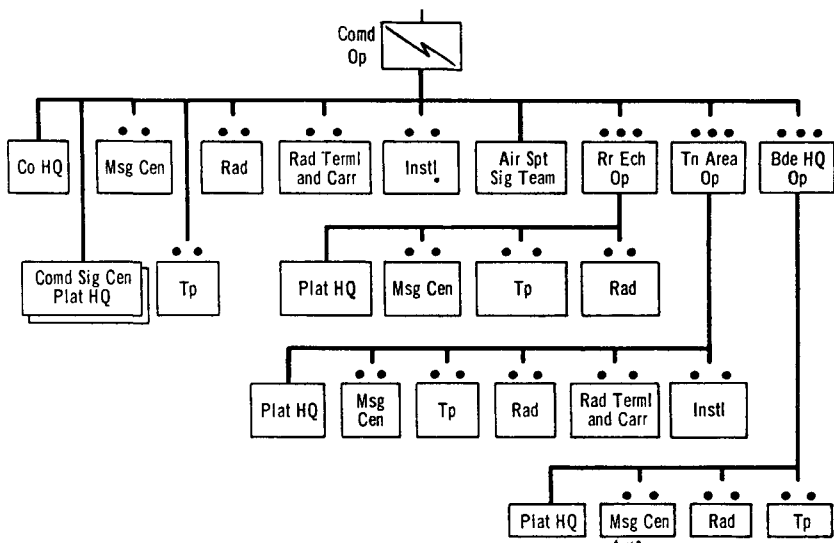 Comd
Op
Co HQ
Msg Cen
Rad
Rad Terml
and Carr
Instl
Air Spt
Sig Team
Rr Ech
Op
Tn Area
Op
Bde HQ
Op
Comd Sig Cen
Plat HQ
Tp
Plat HQ
Msg Cen
Tp
Rad
Plat HQ
Msg
Cen
Tp
Rad
Rad Terml
and Carr
Instl
Plat HQ
Msg Cen
Rad
Tp